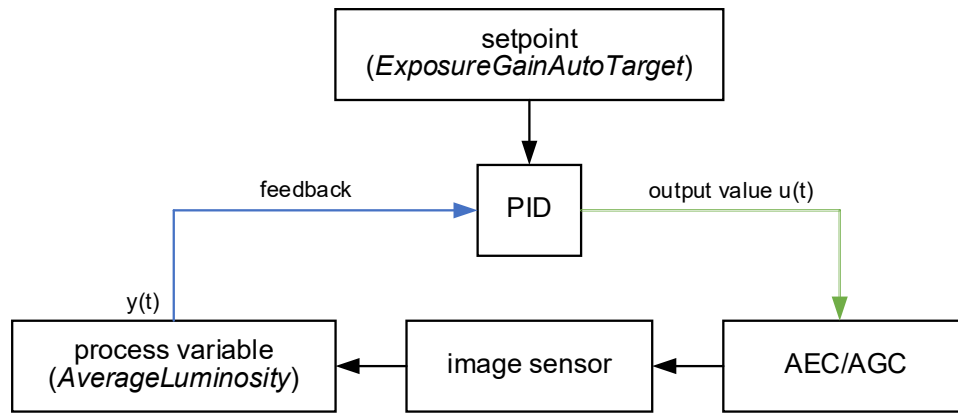 setpoint
(ExposureGainAutoTarget)
feedback
PID
output value u(t)
y(t)
process variable
(AverageLuminosity)
image sensor
AEC/AGC